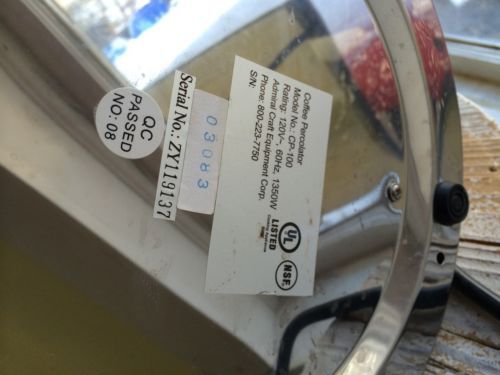 Coffee Percolator
Model No.: CP-100
Rating: 120V~, 60Hz, 1350W
Admiral Craft Equipment Corp.
Phone: 800-223-7750
S/N:
UL
LISTED
NSF
03083
Serial No.: ZY119137
QC
PASSED
NO: 08